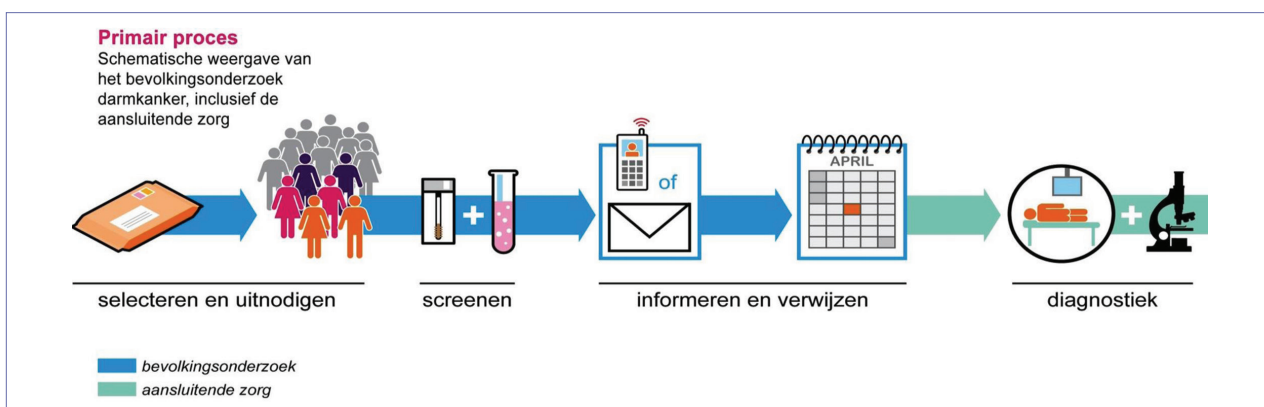 Primair proces
Schematische weergave van
het bevolkingsonderzoek
darmkanker, inclusief de
aansluitende zorg
of
APRIL
selecteren en uitnodigen
screenen
informeren en verwijzen
diagnostiek
bevolkingsonderzoek
aansluitende zorg